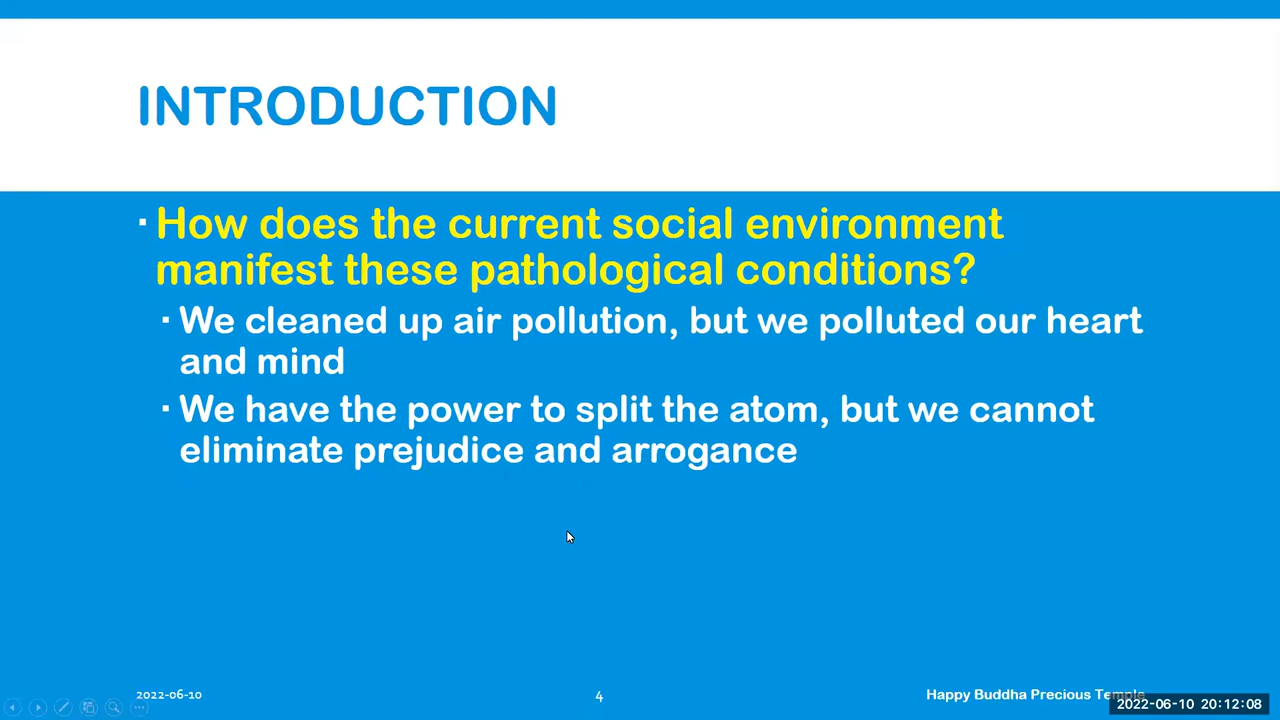 INTRODUCTION
▪ How does the current social environment
manifest these pathological conditions?
▪ We cleaned up air pollution, but we polluted our heart
and mind
▪ We have the power to split the atom, but we cannot
eliminate prejudice and arrogance
2022-06-10
4
Happy Buddha Precious Temple
2022-06-10 20:12:08